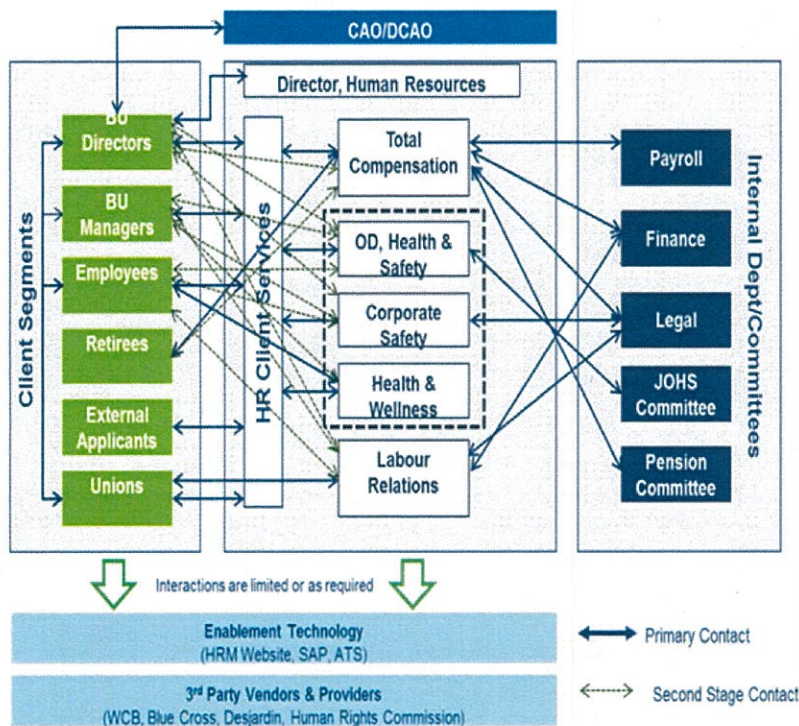 CAO/DCAO
Director, Human Resources
Client Segments
BU
Directors
BU
Managers
Employees
Retirees
External
Applicants
Unions
HR Client Services
Total
Compensation
OD, Health &
Safety
Corporate
Safety
Health &
Wellness
Labour
Relations
Payroll
Finance
Legal
JOHS
Committee
Pension
Committee
Internal Dept/Committees
Interactions are limited or as required
Enablement Technology
(HRM Website, SAP, ATS)
3rd Party Vendors & Providers
(WCB, Blue Cross, Desjardin, Human Rights Commission)
Primary Contact
Second Stage Contact